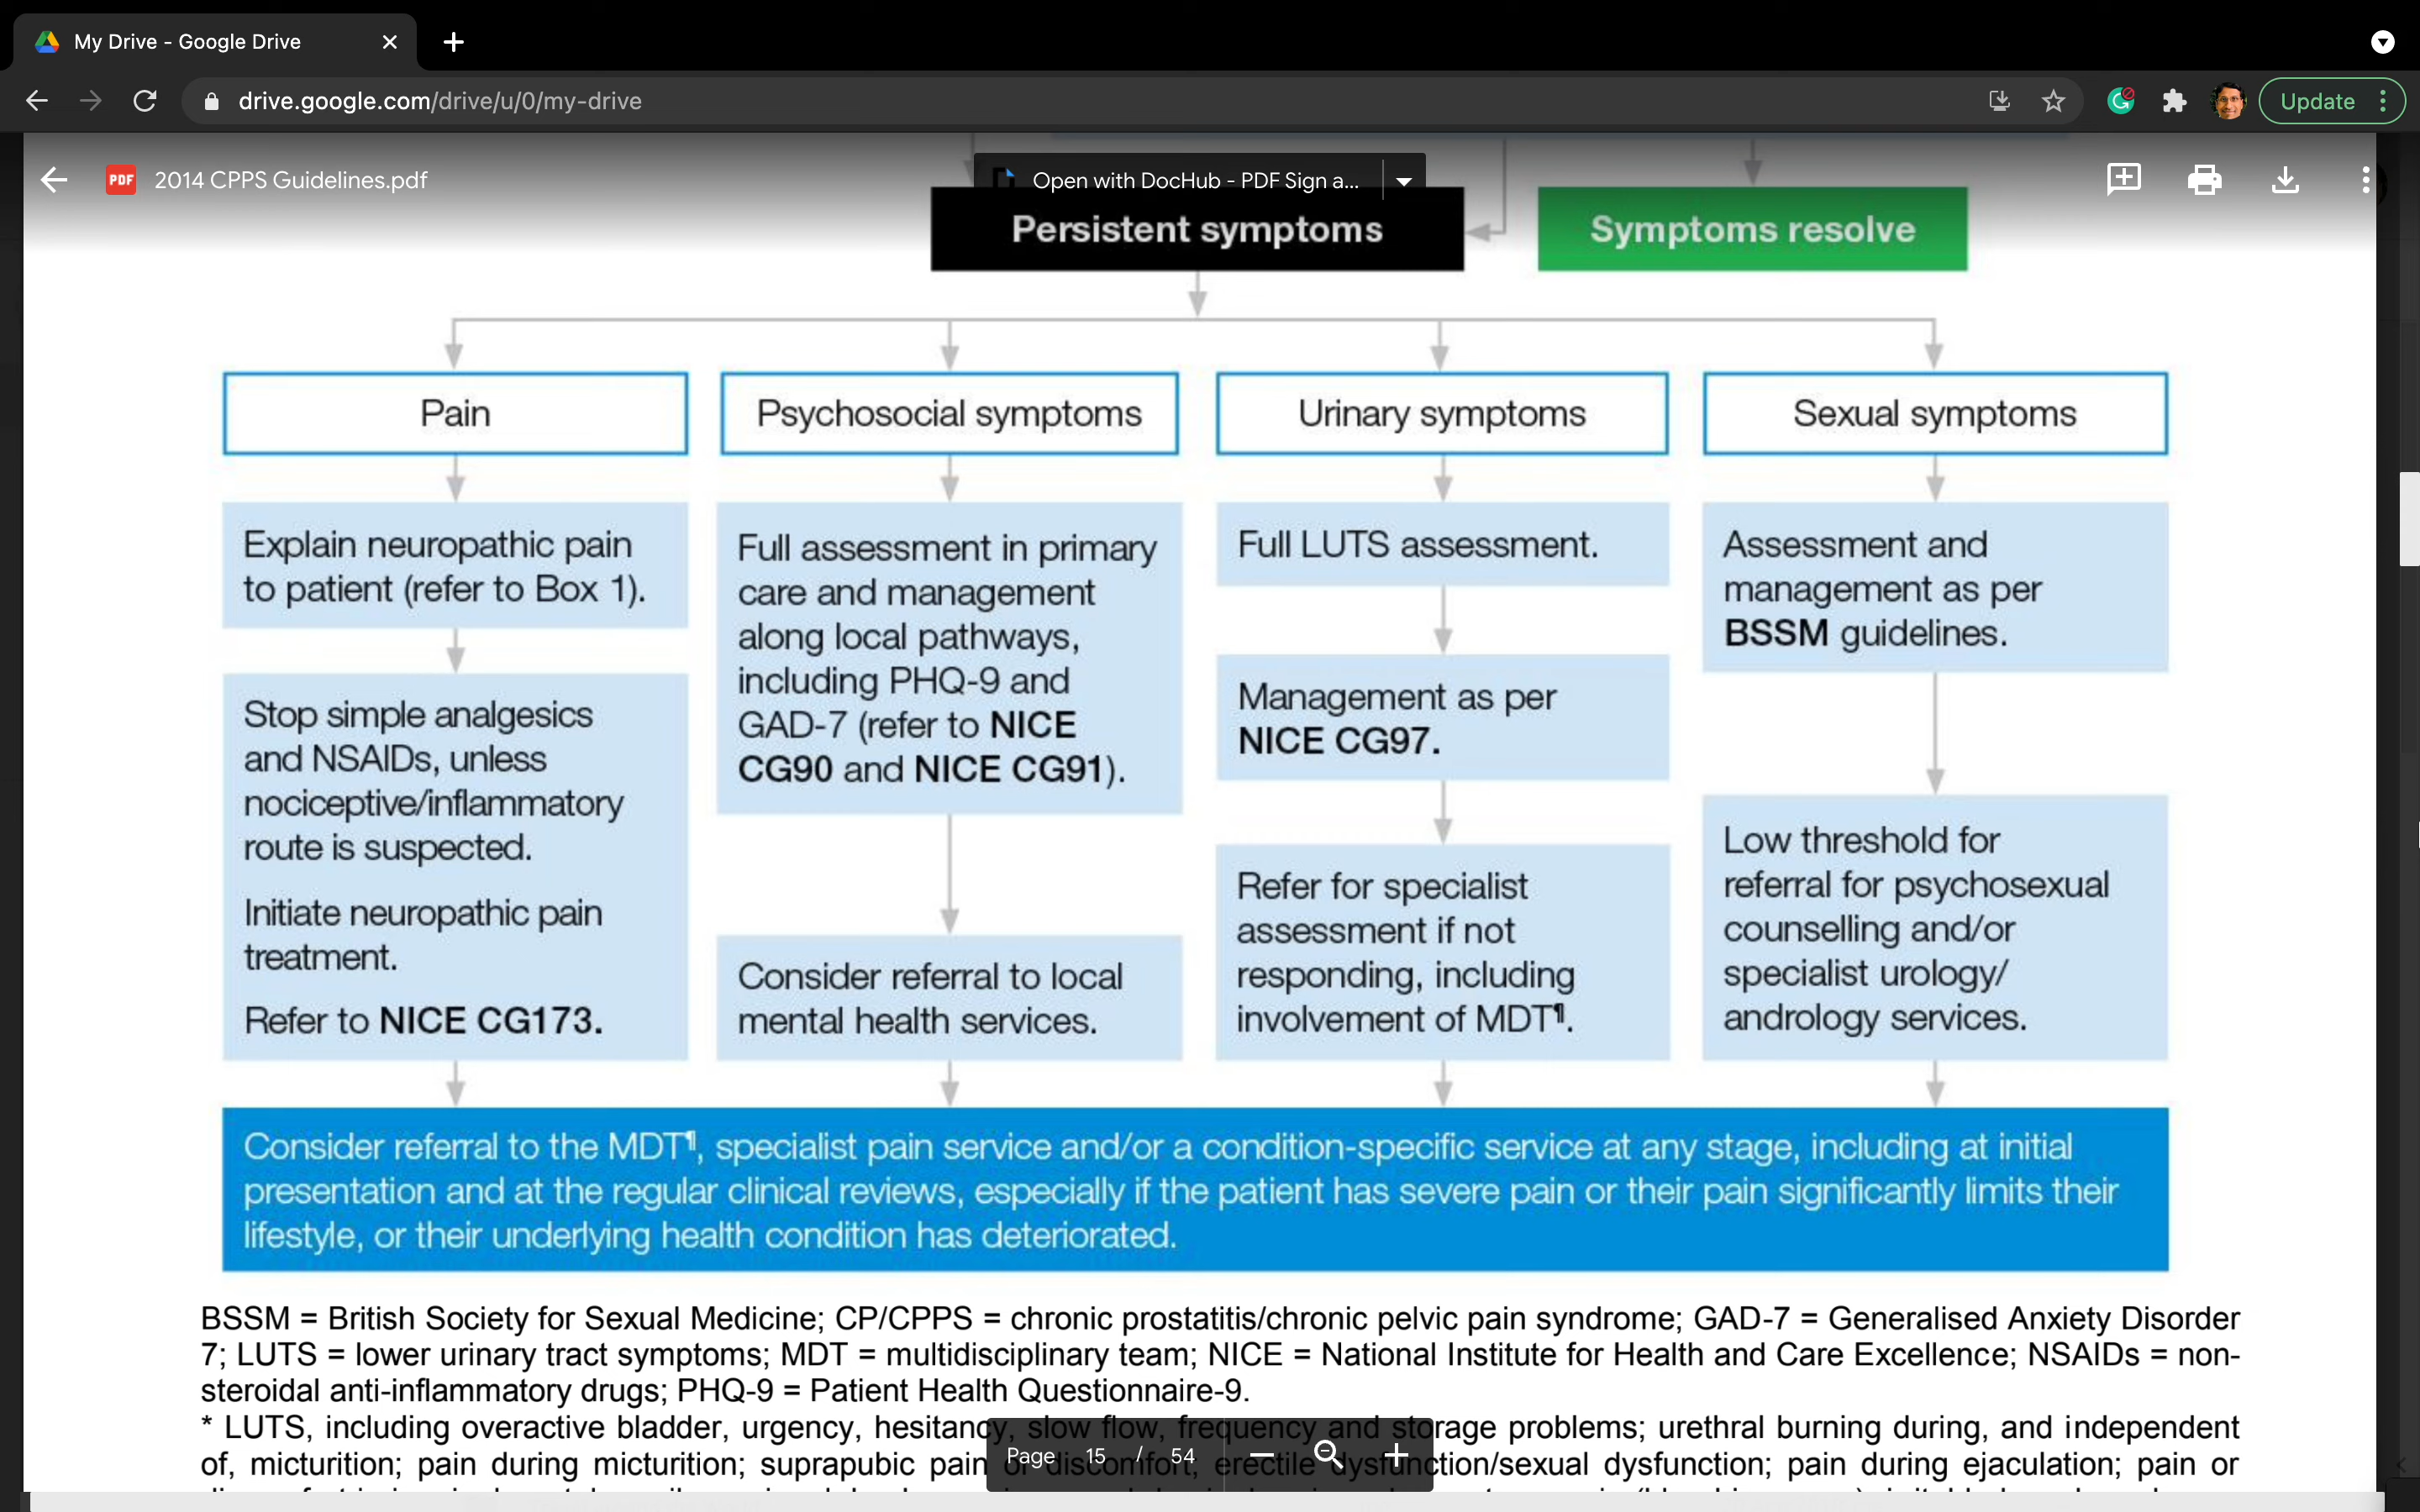 My Drive - Google Drive
drive.google.com/drive/u/0/my-drive
Update
PDF
2014 CPPS Guidelines.pdf
Open with DocHub - PDF Sign a...
Persistent symptoms
Symptoms resolve
Pain
Explain neuropathic pain
to patient (refer to Box 1).
Stop simple analgesics
and NSAIDs, unless
nociceptive/inflammatory
route is suspected.
Initiate neuropathic pain
treatment.
Refer to NICE CG173.
Psychosocial symptoms
Full assessment in primary
care and management
along local pathways,
including PHQ-9 and
GAD-7 (refer to NICE
CG90 and NICE CG91).
Consider referral to local
mental health services.
Urinary symptoms
Full LUTS assessment.
Management as per
NICE CG97.
Refer for specialist
assessment if not
responding, including
involvement of MDT¶.
Sexual symptoms
Assessment and
management as per
BSSM guidelines.
Low threshold for
referral for psychosexual
counselling and/or
specialist urology/
andrology services.
Consider referral to the MDT¶, specialist pain service and/or a condition-specific service at any stage, including at initial
presentation and at the regular clinical reviews, especially if the patient has severe pain or their pain significantly limits their
lifestyle, or their underlying health condition has deteriorated.
BSSM = British Society for Sexual Medicine; CP/CPPS = chronic prostatitis/chronic pelvic pain syndrome; GAD-7 = Generalised Anxiety Disorder
7; LUTS = lower urinary tract symptoms; MDT = multidisciplinary team; NICE = National Institute for Health and Care Excellence; NSAIDs = non-
steroidal anti-inflammatory drugs; PHQ-9 = Patient Health Questionnaire-9.
* LUTS, including overactive bladder, urgency, hesitancy, slow flow, frequency and storage problems; urethral burning during, and independent
of, micturition; pain during micturition; suprapubic pain or discomfort; erectile dysfunction/sexual dysfunction; pain during ejaculation; pain or
Page 15 / 54